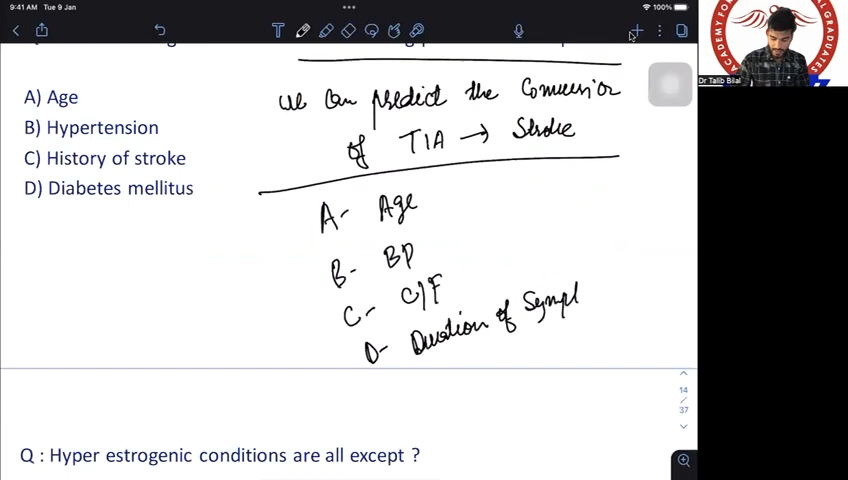 9:41 AM Tue 9 Jan
100%
A) Age
B) Hypertension
C) History of stroke
D) Diabetes mellitus
we can predict the Conversion
of TIA → Stroke
A- Age
B- BP
C- C/F
D- Duration of Sympt
14
/
37
Q : Hyper estrogenic conditions are all except ?
ACADEMY FOR
GRADUATES
Dr Talib Bilal